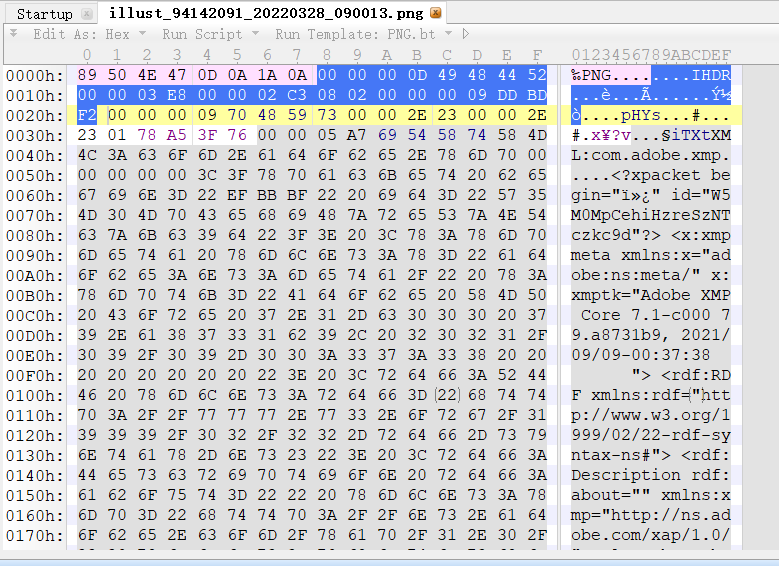 Startup illust_94142091_20220328_090013.png
Edit As: Hex Run Script Run Template: PNG.bt
0 1 2 3 4 5 6 7 8 9 A B C D E F 0123456789ABCDEF
0000h: 89 50 4E 47 0D 0A 1A 0A 00 00 00 0D 49 48 44 52 ‰PNG........IHDR
0010h: 00 00 03 E8 00 00 02 C3 08 02 00 00 00 09 DD BD ...è...Ã......Ý½
0020h: F2 00 00 00 09 70 48 59 73 00 00 2E 23 00 00 2E ò....pHYs...#...
0030h: 23 01 78 A5 3F 76 00 00 05 A7 69 54 58 74 58 4D #.x¥?v...§iTXtXM
0040h: 4C 3A 63 6F 6D 2E 61 64 6F 62 65 2E 78 6D 70 00 L:com.adobe.xmp.
0050h: 00 00 00 00 3C 3F 78 70 61 63 6B 65 74 20 62 65 ....<?xpacket be
0060h: 67 69 6E 3D 22 EF BB BF 22 20 69 64 3D 22 57 35 gin="ï»¿" id="W5
0070h: 4D 30 4D 70 43 65 68 69 48 7A 72 65 53 7A 4E 54 M0MpCehiHzreSzNT
0080h: 63 7A 6B 63 39 64 22 3F 3E 20 3C 78 3A 78 6D 70 czkc9d"?> <x:xmp
0090h: 6D 65 74 61 20 78 6D 6C 6E 73 3A 78 3D 22 61 64 meta xmlns:x="ad
00A0h: 6F 62 65 3A 6E 73 3A 6D 65 74 61 2F 22 20 78 3A obe:ns:meta/" x:
00B0h: 78 6D 70 74 6B 3D 22 41 64 6F 62 65 20 58 4D 50 xmptk="Adobe XMP
00C0h: 20 43 6F 72 65 20 37 2E 31 2D 63 30 30 30 20 37 Core 7.1-c000 7
00D0h: 39 2E 61 38 37 33 31 62 39 2C 20 32 30 32 31 2F 9.a8731b9, 2021/
00E0h: 30 39 2F 30 39 2D 30 30 3A 33 37 3A 33 38 20 20 09/09-00:37:38
00F0h: 20 20 20 20 20 20 22 3E 20 3C 72 64 66 3A 52 44 "> <rdf:RD
0100h: 46 20 78 6D 6C 6E 73 3A 72 64 66 3D 22 68 74 74 F xmlns:rdf="htt
0110h: 70 3A 2F 2F 77 77 77 2E 77 33 2E 6F 72 67 2F 31 p://www.w3.org/1
0120h: 39 39 39 2F 30 32 2F 32 32 2D 72 64 66 2D 73 79 999/02/22-rdf-sy
0130h: 6E 74 61 78 2D 6E 73 23 22 3E 20 3C 72 64 66 3A ntax-ns#"> <rdf:
0140h: 44 65 73 63 72 69 70 74 69 6F 6E 20 72 64 66 3A Description rdf:
0150h: 61 62 6F 75 74 3D 22 22 20 78 6D 6C 6E 73 3A 78 about="" xmlns:x
0160h: 6D 70 3D 22 68 74 74 70 3A 2F 2F 6E 73 2E 61 64 mp="http://ns.ad
0170h: 6F 62 65 2E 63 6F 6D 2F 78 61 70 2F 31 2E 30 2F obe.com/xap/1.0/